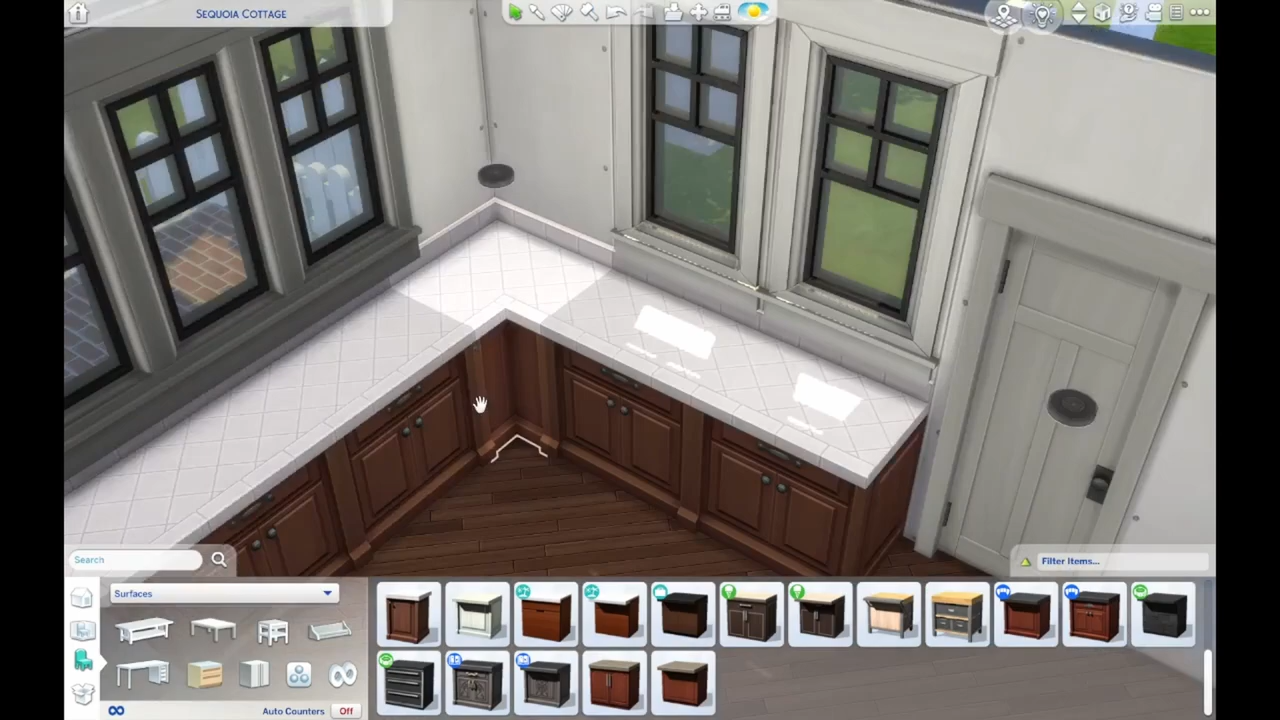 SEQUOIA COTTAGE
Search
Filter Items...
Surfaces
Auto Counters
Off